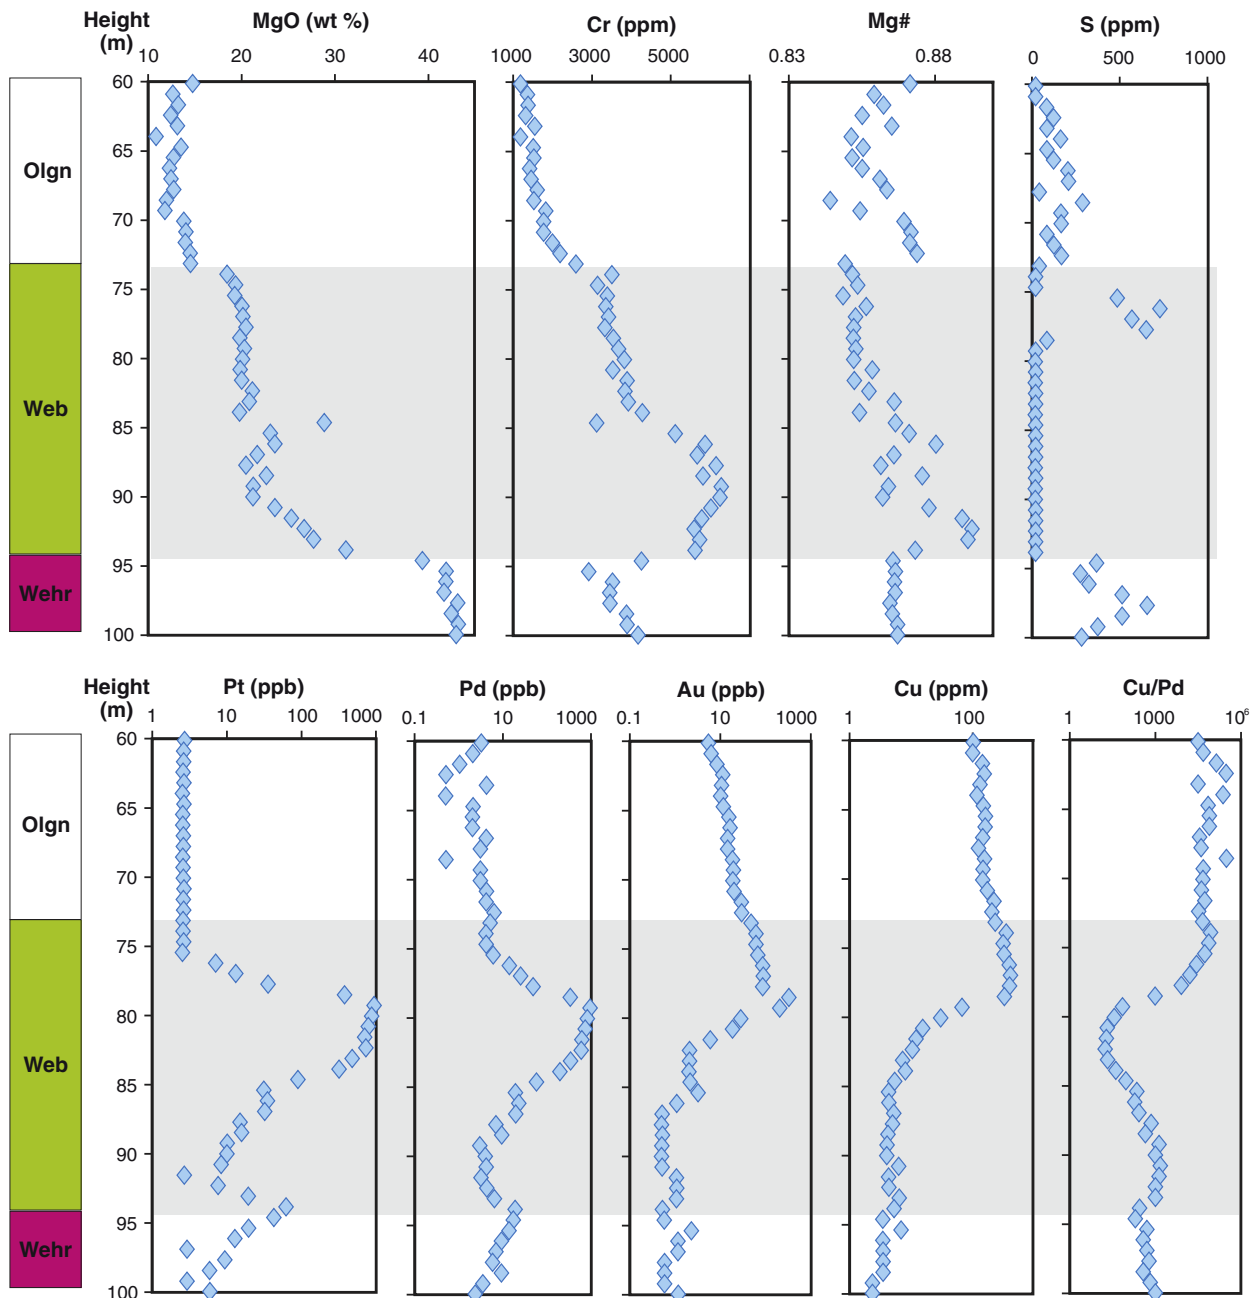 Height
(m)
MgO (wt %)
Cr (ppm)
Mg#
S (ppm)
10 20 30 40
1000 3000 5000
0.83 0.88
0 500 1000
60
65
70
75
80
85
90
95
100
Olgn
Web
Wehr
Height
(m)
Pt (ppb)
Pd (ppb)
Au (ppb)
Cu (ppm)
Cu/Pd
1 10 100 1000
0.1 10 1000
0.1 10 1000
1 100
1 1000 10⁶
60
65
70
75
80
85
90
95
100
Olgn
Web
Wehr